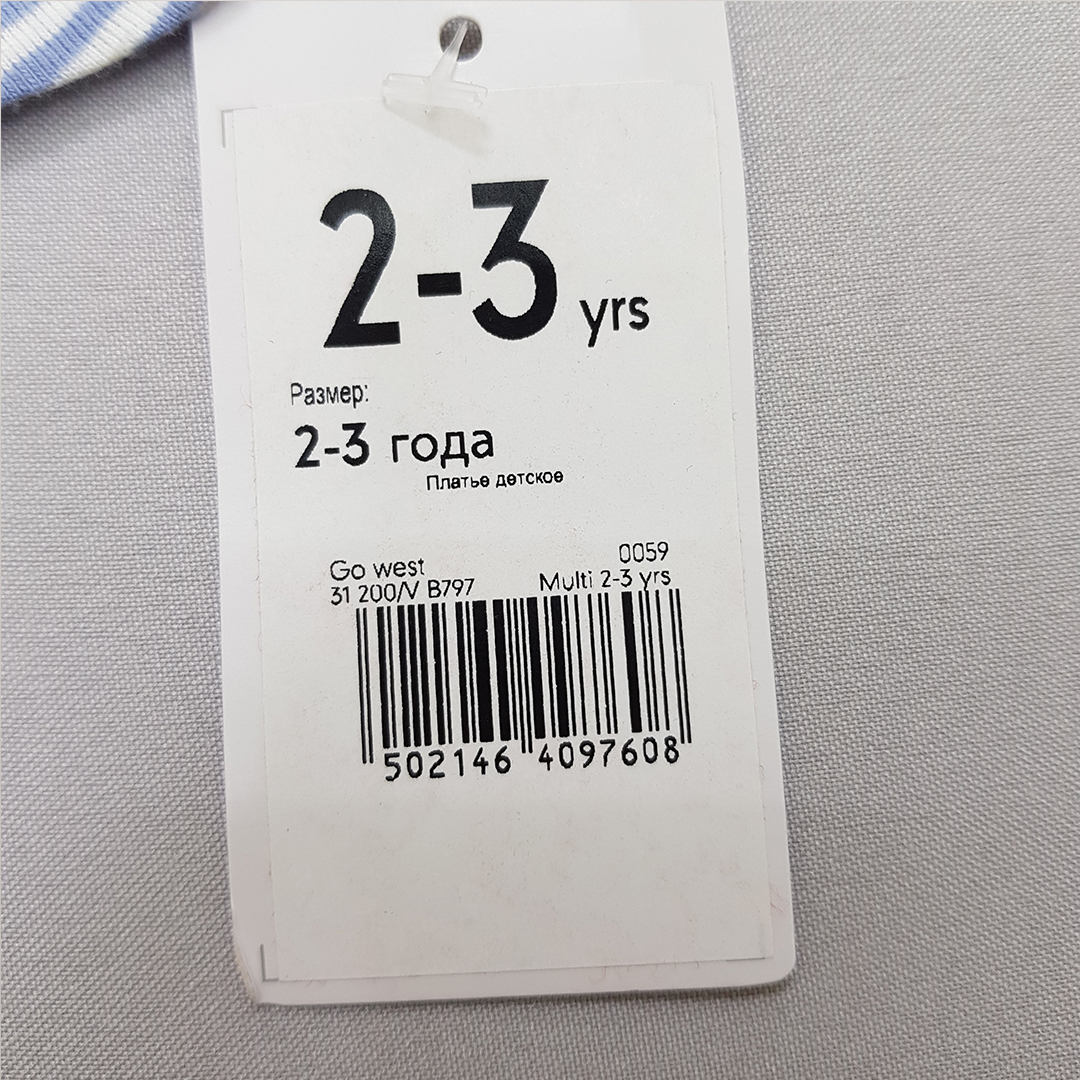 2-3 yrs
Размер:
2-3 года
Платье детское
Go west 0059
31 200/V B797 Multi 2-3 yrs
502146 4097608